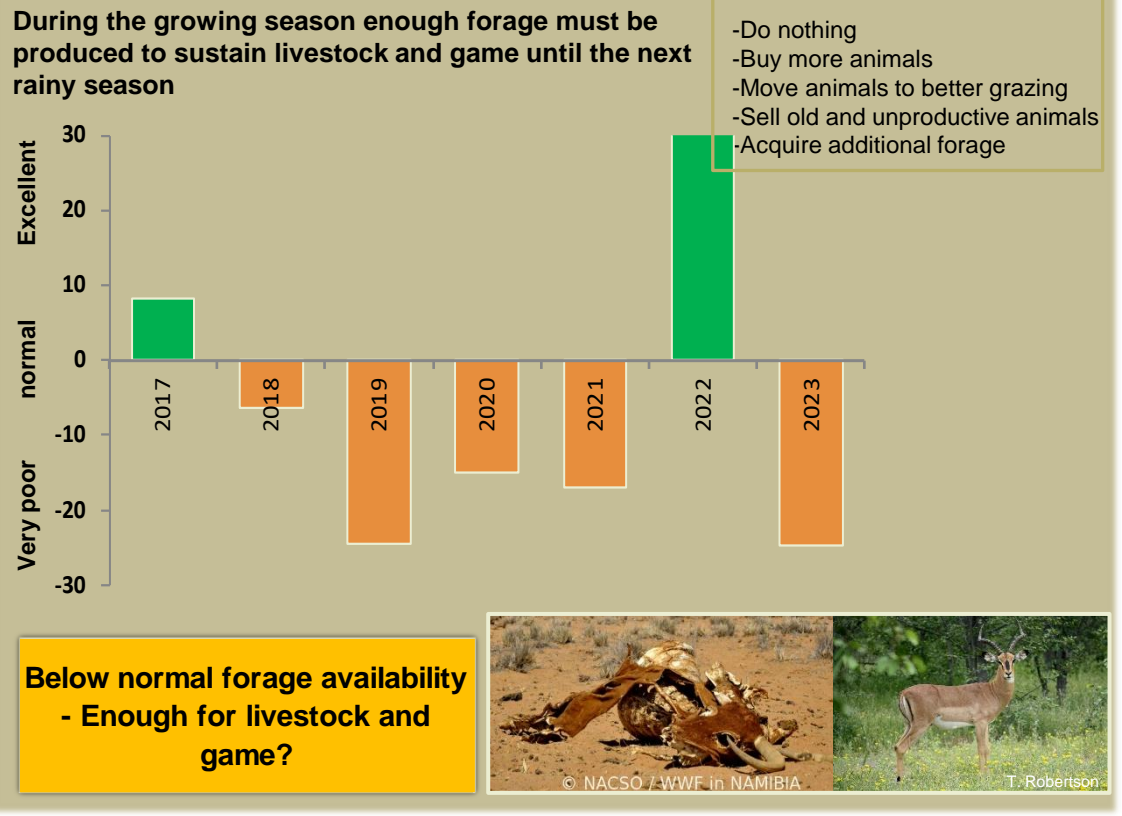 During the growing season enough forage must be
produced to sustain livestock and game until the next
rainy season
-Do nothing
-Buy more animals
-Move animals to better grazing
-Sell old and unproductive animals
-Acquire additional forage
Excellent
normal
Very poor
30
20
10
0
-10
-20
-30
2017
2018
2019
2020
2021
2022
2023
Below normal forage availability
- Enough for livestock and
game?
© NACSO / WWF in NAMIBIA
T. Robertson